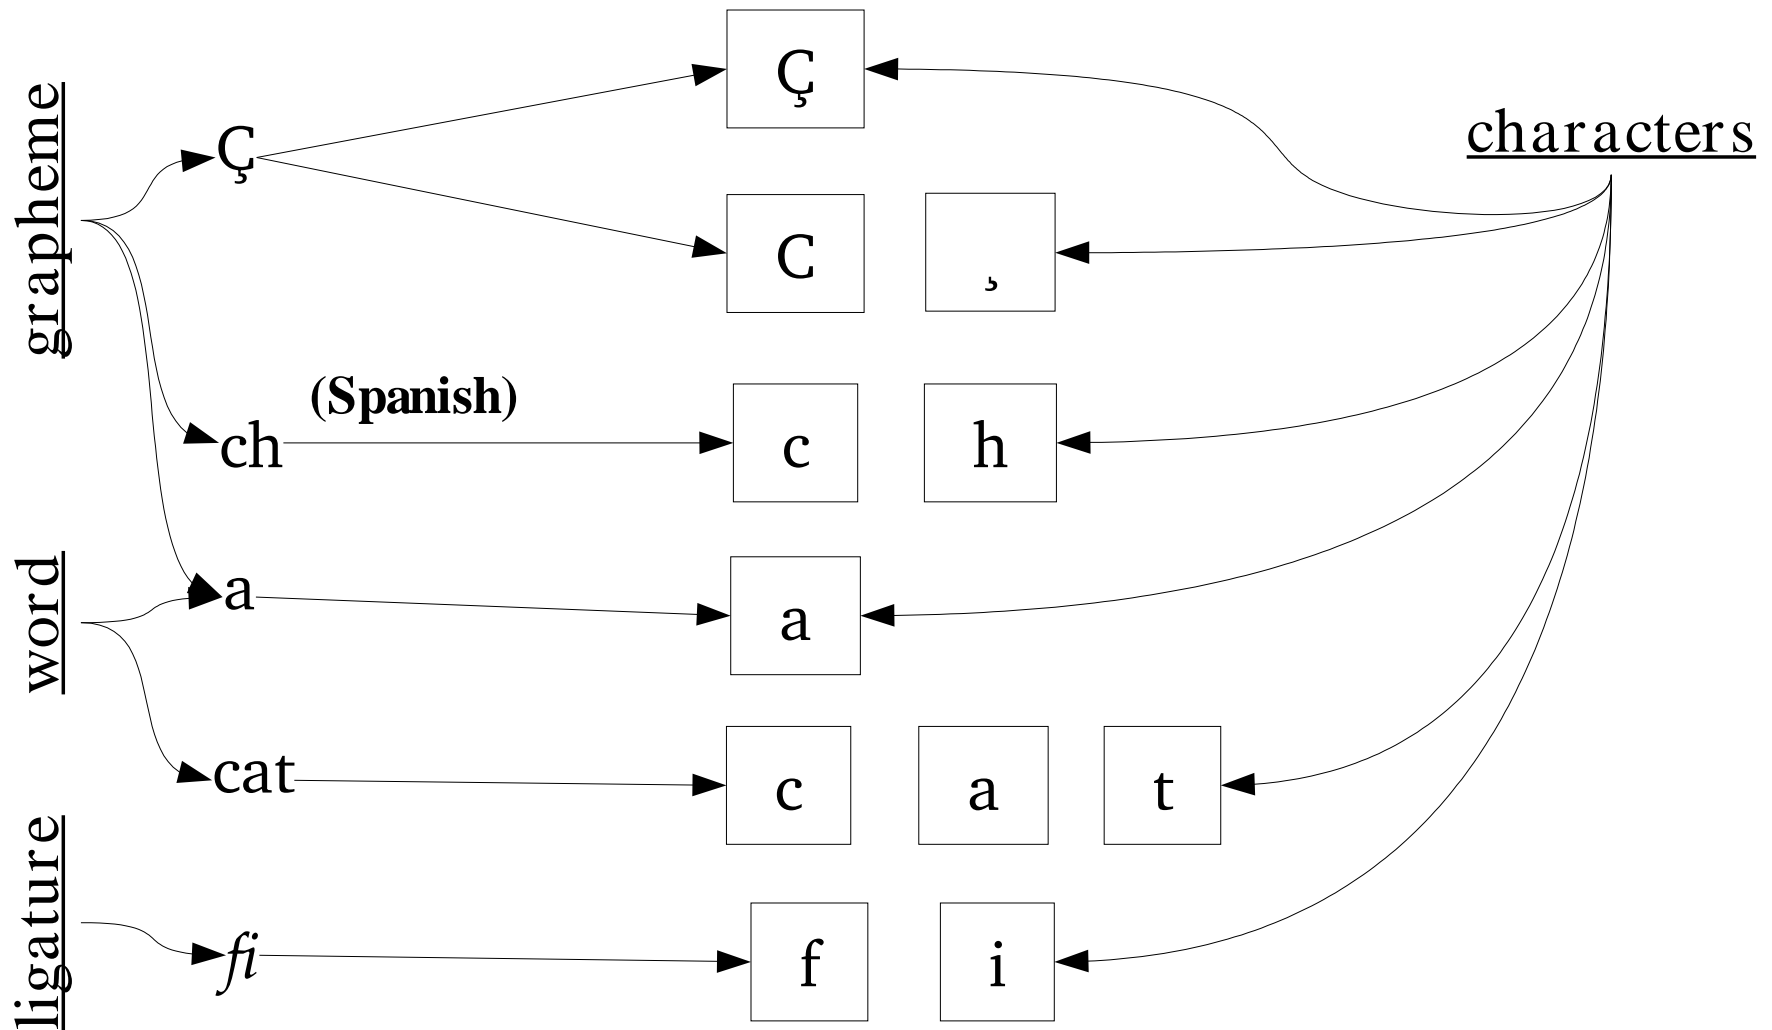 grapheme
word
ligature
Ç
ch
(Spanish)
a
cat
fi
Ç
C ¸
c h
a
c a t
f i
characters